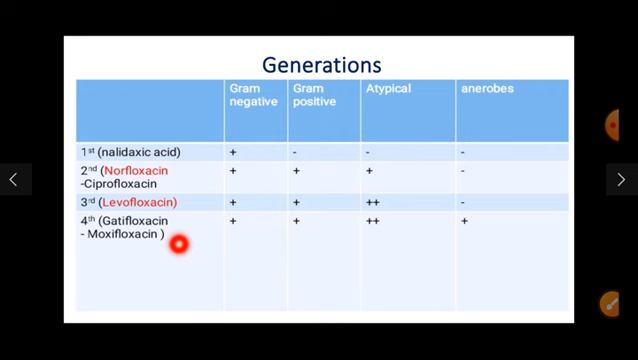 Generations
Gram negative Gram positive Atypical anerobes
1st (nalidaxic acid) + - - -
2nd (Norfloxacin + + + -
-Ciprofloxacin
3rd (Levofloxacin) + + ++ -
4th (Gatifloxacin + + ++ +
- Moxifloxacin )